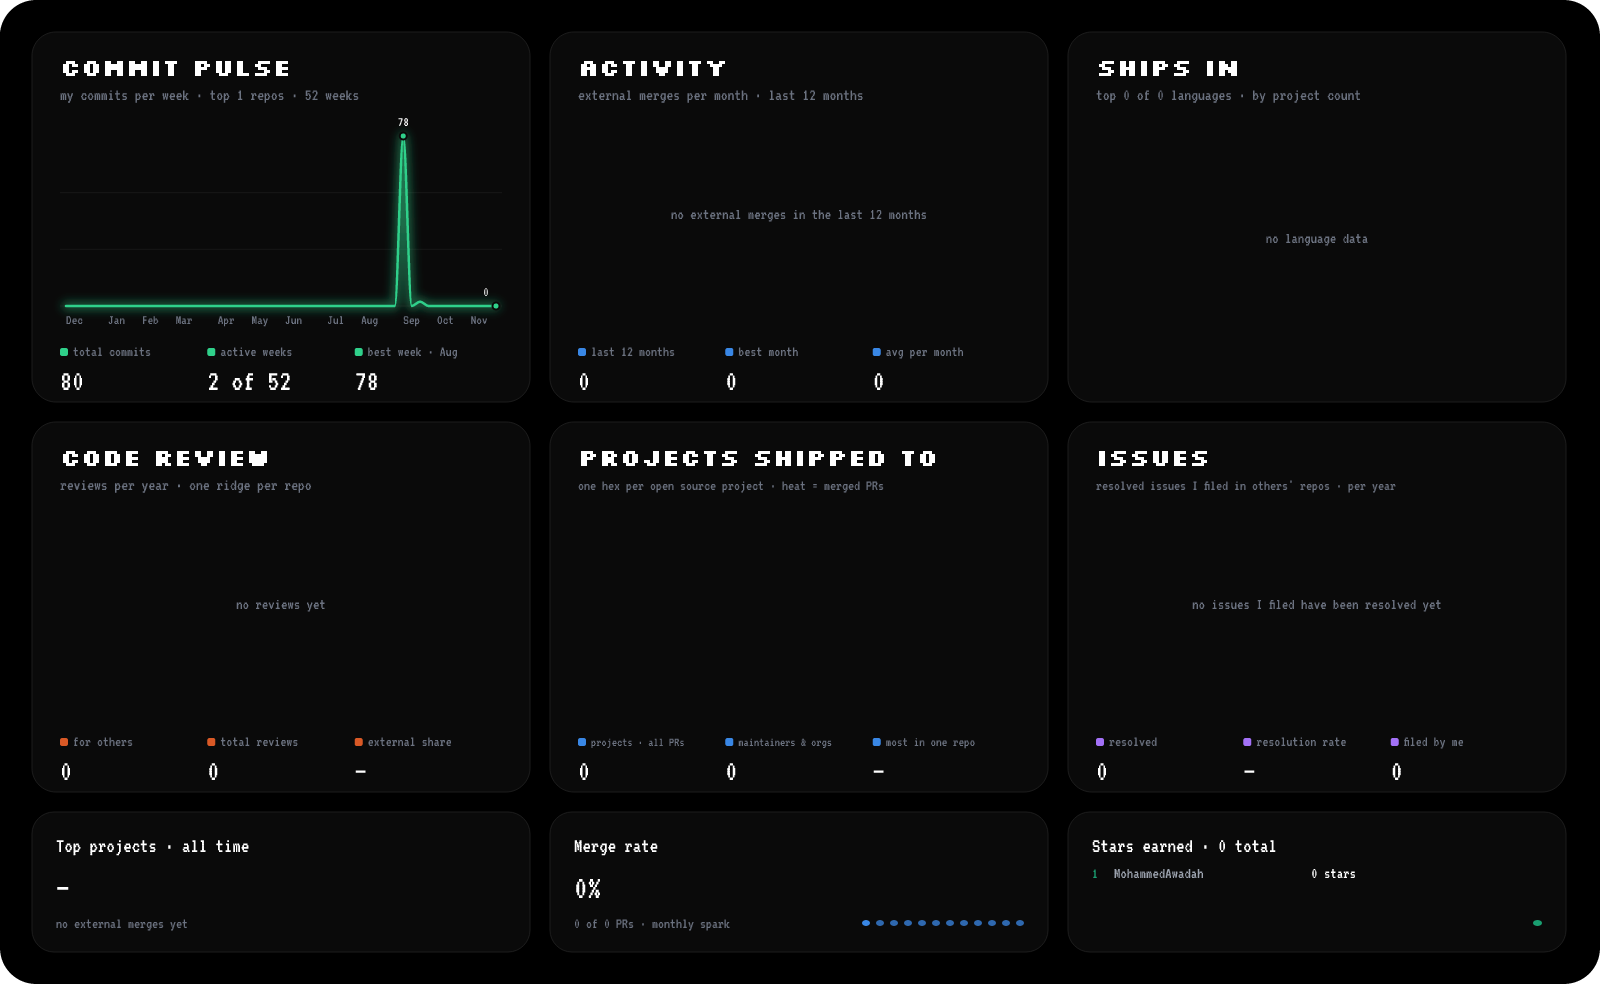 COMMIT PULSE
my commits per week · top 1 repos · 52 weeks
78
0
Dec Jan Feb Mar Apr May Jun Jul Aug Sep Oct Nov
total commits active weeks best week · Aug
80 2 of 52 78
ACTIVITY
external merges per month · last 12 months
no external merges in the last 12 months
last 12 months best month avg per month
0 0 0
SHIPS IN
top 0 of 0 languages · by project count
no language data
CODE REVIEW
reviews per year · one ridge per repo
no reviews yet
for others total reviews external share
0 0 –
PROJECTS SHIPPED TO
one hex per open source project · heat = merged PRs
projects · all PRs maintainers & orgs most in one repo
0 0 –
ISSUES
resolved issues I filed in others' repos · per year
no issues I filed have been resolved yet
resolved resolution rate filed by me
0 – 0
Top projects · all time
–
no external merges yet
Merge rate
0%
0 of 0 PRs · monthly spark
Stars earned · 0 total
1 MohammedAwadah 0 stars